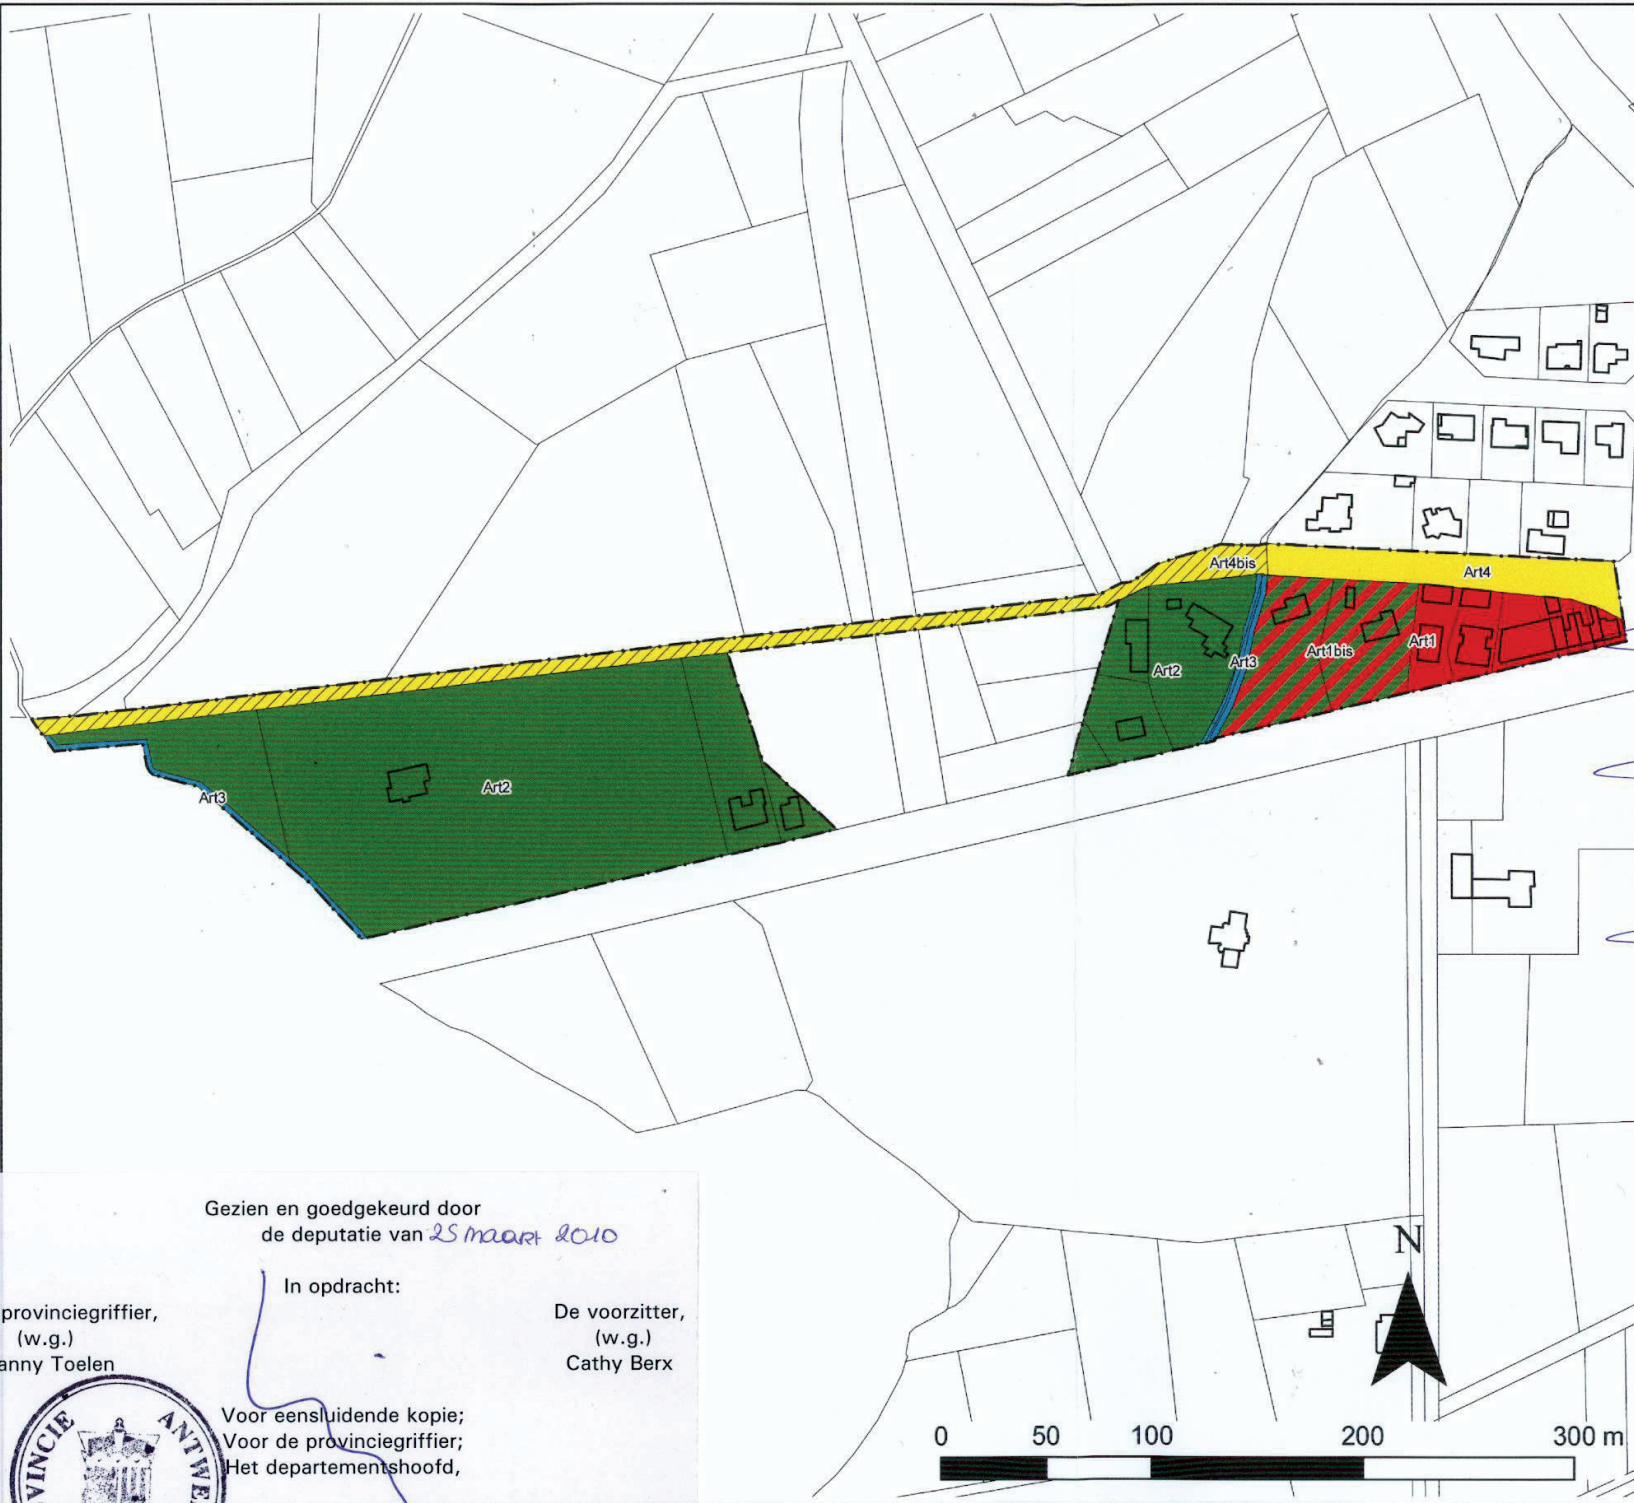 Art4bis
Art4
Art2
Art3
Art1bis
Art1
Art3
Art2
Gezien en goedgekeurd door
de deputatie van 25 maart 2010
In opdracht:
provinciegriffier,
(w.g.)
anny Toelen
De voorzitter,
(w.g.)
Cathy Berx
Voor eensluidende kopie;
Voor de provinciegriffier;
Het departementshoofd,
VINCIE ANTWE
N
0 50 100 200 300 m